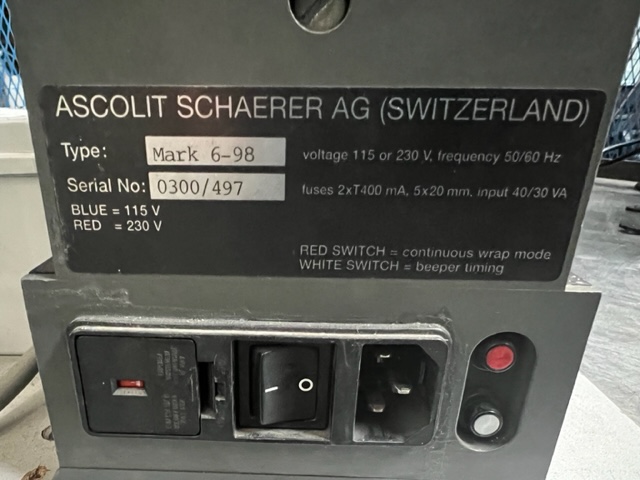 ASCOLIT SCHAERER AG (SWITZERLAND)
Type: Mark 6-98 voltage 115 or 230 V, frequency 50/60 Hz
Serial No: 0300/497 fuses 2xT400 mA, 5x20 mm, input 40/30 VA
BLUE = 115 V
RED = 230 V
RED SWITCH = continuous wrap mode
WHITE SWITCH = beeper timing
I O